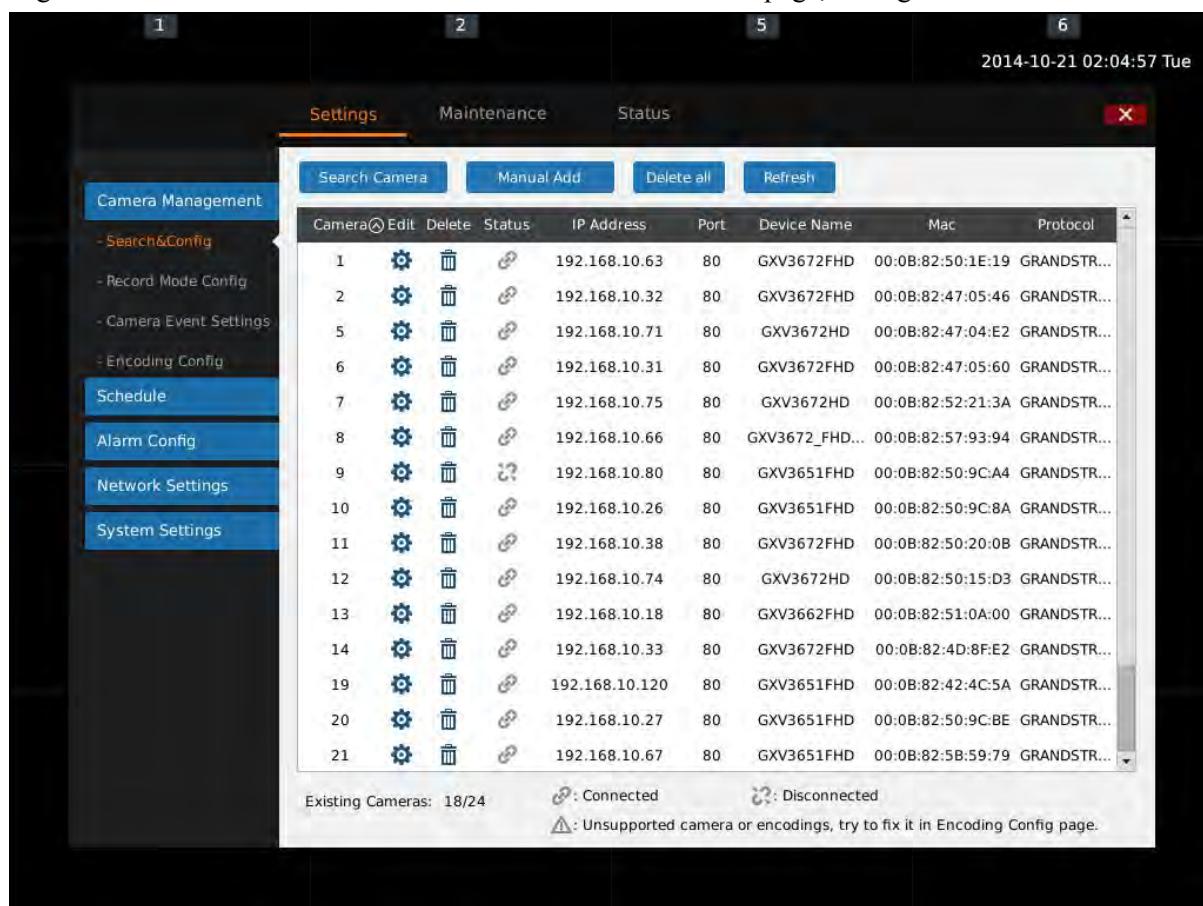 1 2 5 6
2014-10-21 02:04:57 Tue
Settings Maintenance Status
Search Camera Manual Add Delete all Refresh
Camera Management
- Search&Config
- Record Mode Config
- Camera Event Settings
- Encoding Config
Schedule
Alarm Config
Network Settings
System Settings
Camera Edit Delete Status IP Address Port Device Name Mac Protocol
1 192.168.10.63 80 GXV3672FHD 00:0B:82:50:1E:19 GRANDSTR...
2 192.168.10.32 80 GXV3672FHD 00:0B:82:47:05:46 GRANDSTR...
5 192.168.10.71 80 GXV3672HD 00:0B:82:47:04:E2 GRANDSTR...
6 192.168.10.31 80 GXV3672FHD 00:0B:82:47:05:60 GRANDSTR...
7 192.168.10.75 80 GXV3672HD 00:0B:82:52:21:3A GRANDSTR...
8 192.168.10.66 80 GXV3672_FHD... 00:0B:82:57:93:94 GRANDSTR...
9 192.168.10.80 80 GXV3651FHD 00:0B:82:50:9C:A4 GRANDSTR...
10 192.168.10.26 80 GXV3651FHD 00:0B:82:50:9C:8A GRANDSTR...
11 192.168.10.38 80 GXV3672FHD 00:0B:82:50:20:0B GRANDSTR...
12 192.168.10.74 80 GXV3672HD 00:0B:82:50:15:D3 GRANDSTR...
13 192.168.10.18 80 GXV3662FHD 00:0B:82:51:0A:00 GRANDSTR...
14 192.168.10.33 80 GXV3672FHD 00:0B:82:4D:8F:E2 GRANDSTR...
19 192.168.10.120 80 GXV3651FHD 00:0B:82:42:4C:5A GRANDSTR...
20 192.168.10.27 80 GXV3651FHD 00:0B:82:50:9C:BE GRANDSTR...
21 192.168.10.67 80 GXV3651FHD 00:0B:82:5B:59:79 GRANDSTR...
Existing Cameras: 18/24 : Connected : Disconnected
: Unsupported camera or encodings, try to fix it in Encoding Config page.